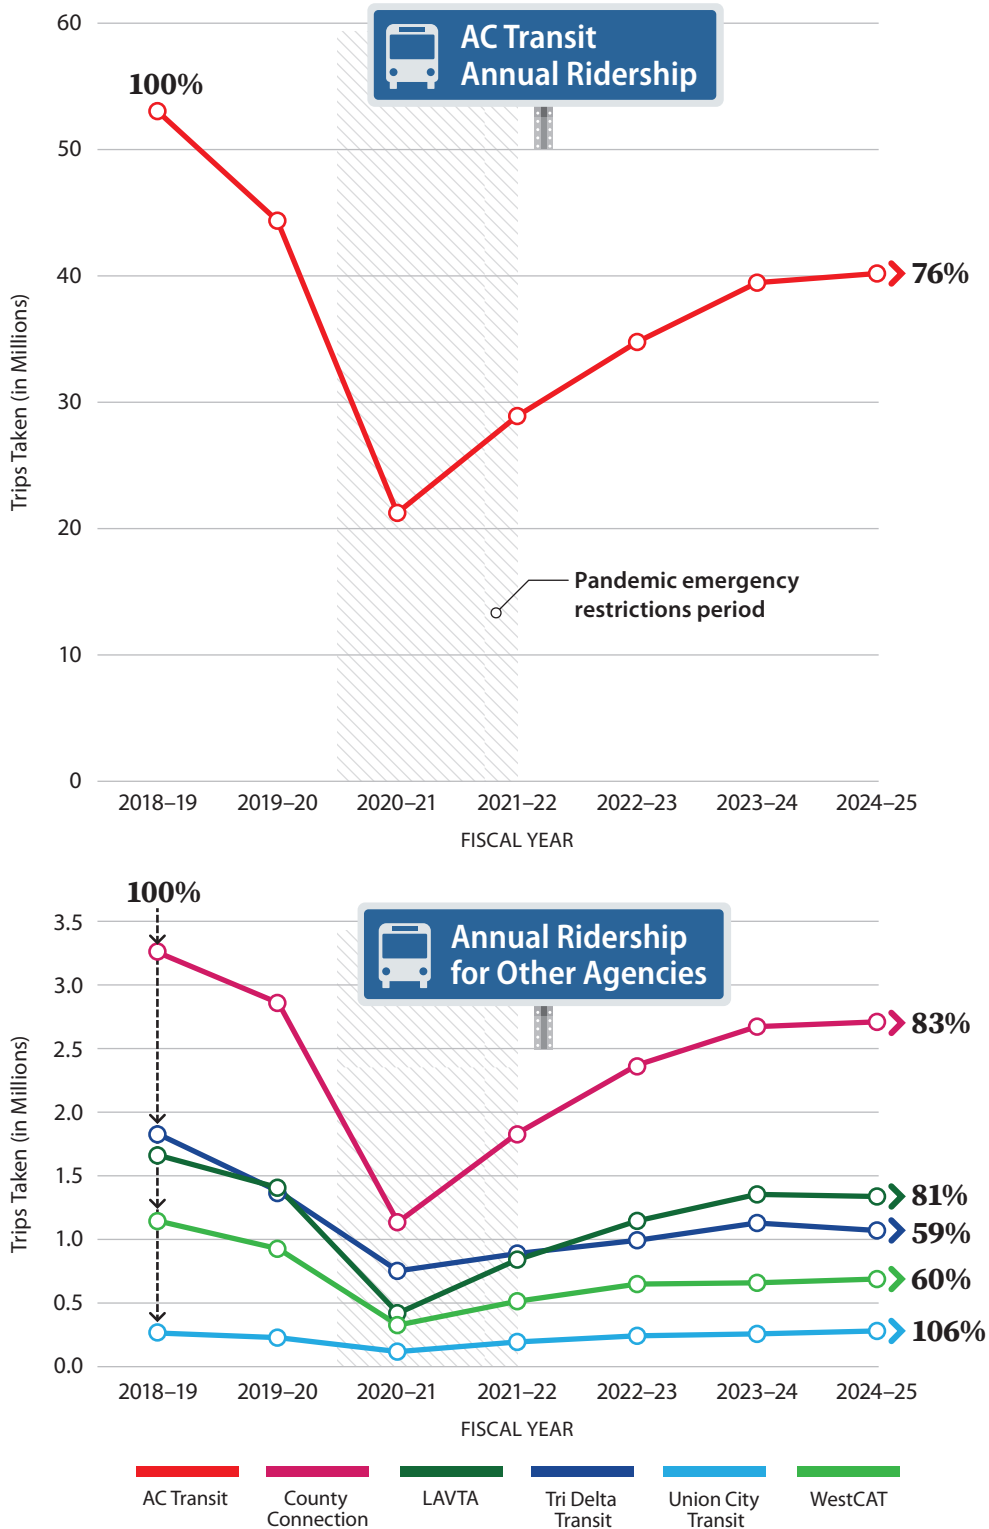 AC Transit
Annual Ridership
60
50
40
30
20
10
0
Trips Taken (in Millions)
100%
76%
Pandemic emergency
restrictions period
2018–19 2019–20 2020–21 2021–22 2022–23 2023–24 2024–25
FISCAL YEAR
Annual Ridership
for Other Agencies
100%
3.5
3.0
2.5
2.0
1.5
1.0
0.5
0.0
Trips Taken (in Millions)
83%
81%
59%
60%
106%
2018–19 2019–20 2020–21 2021–22 2022–23 2023–24 2024–25
FISCAL YEAR
AC Transit
County
Connection
LAVTA
Tri Delta
Transit
Union City
Transit
WestCAT